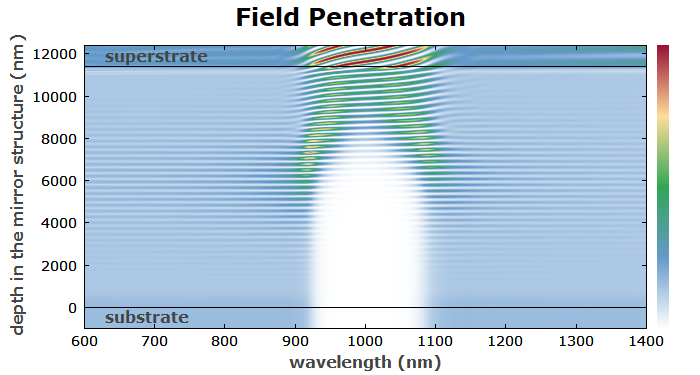 Field Penetration
depth in the mirror structure (nm)
12000
10000
8000
6000
4000
2000
0
superstrate
substrate
600 700 800 900 1000 1100 1200 1300 1400
wavelength (nm)